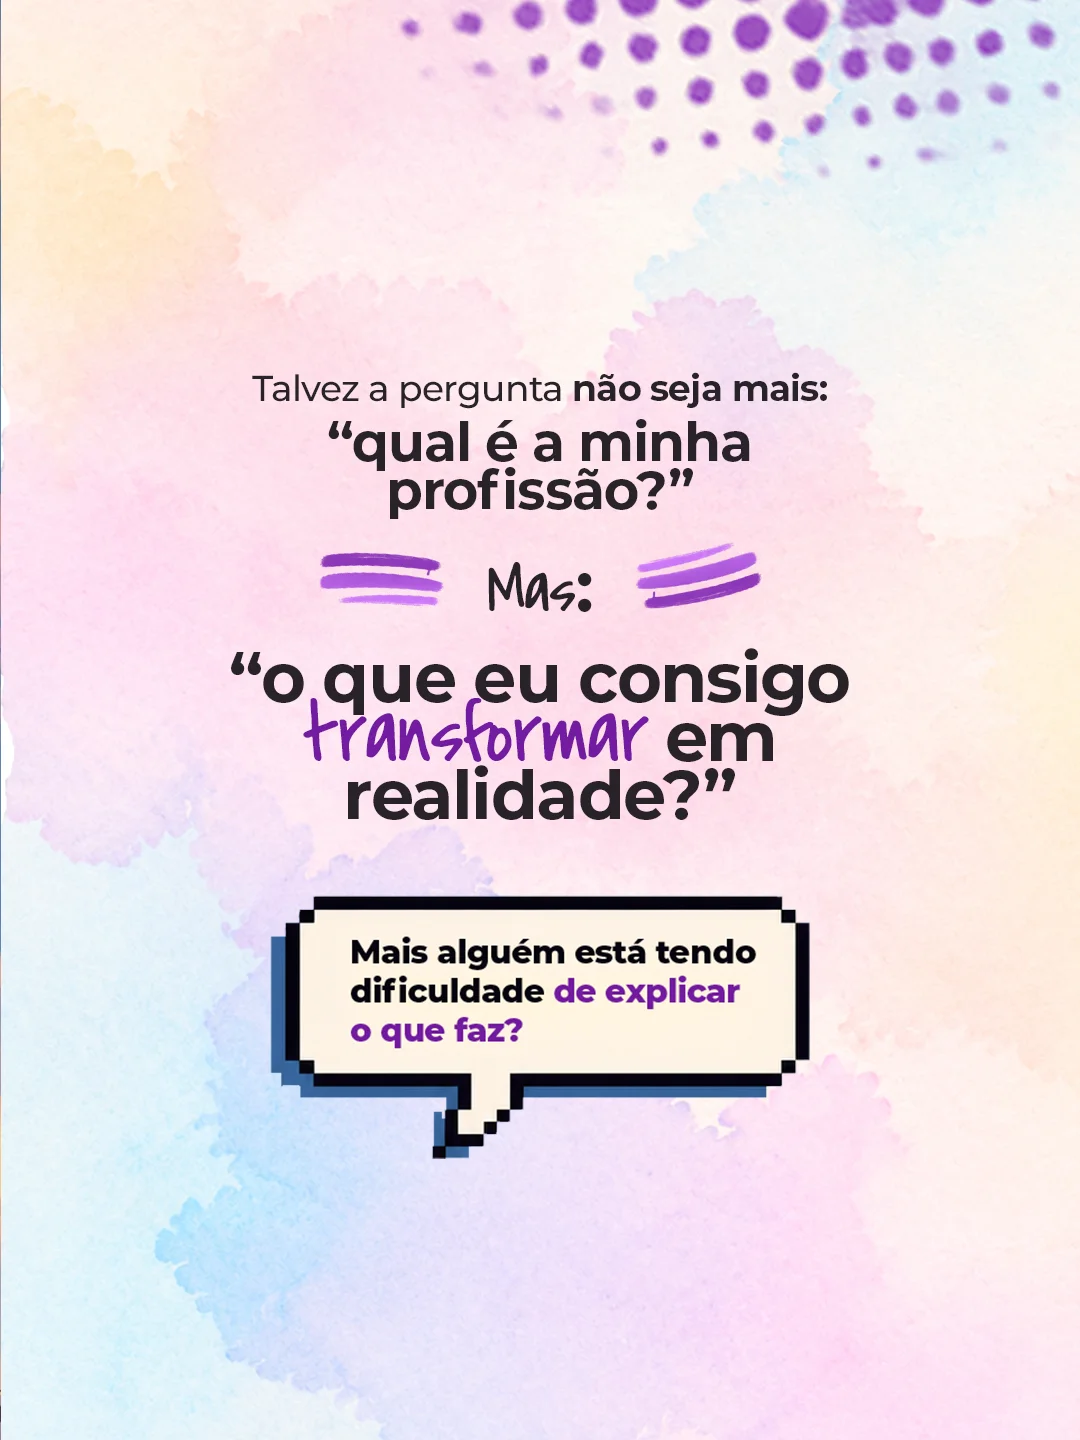 Talvez a pergunta não seja mais:
“qual é a minha
profissão?”
Mas:
“o que eu consigo
transformar em
realidade?”
Mais alguém está tendo
dificuldade de explicar
o que faz?